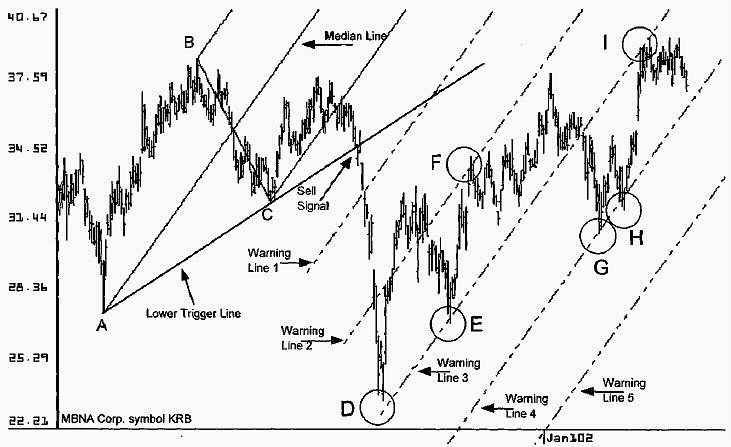 40.67
37.59
34.52
31.44
28.36
25.29
22.21
B
Median Line
I
F
Sell
Signal
C
H
G
Warning
Line 1
A
Lower Trigger Line
Warning
Line 2
E
D
Warning
Line 3
Warning
Line 4
Warning
Line 5
MBNA Corp. symbol KRB
Jan102